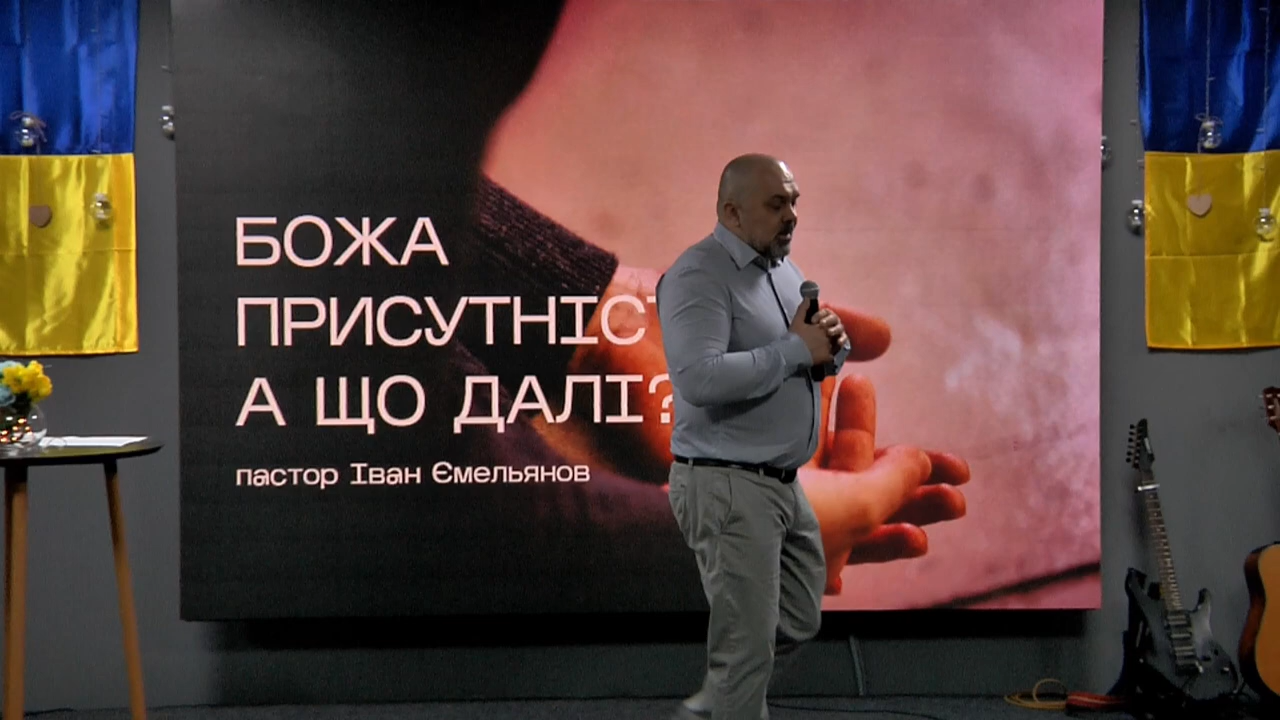 БОЖА
ПРИСУТНІСТ
А ЩО ДАЛІ?
пастор Іван Ємельянов